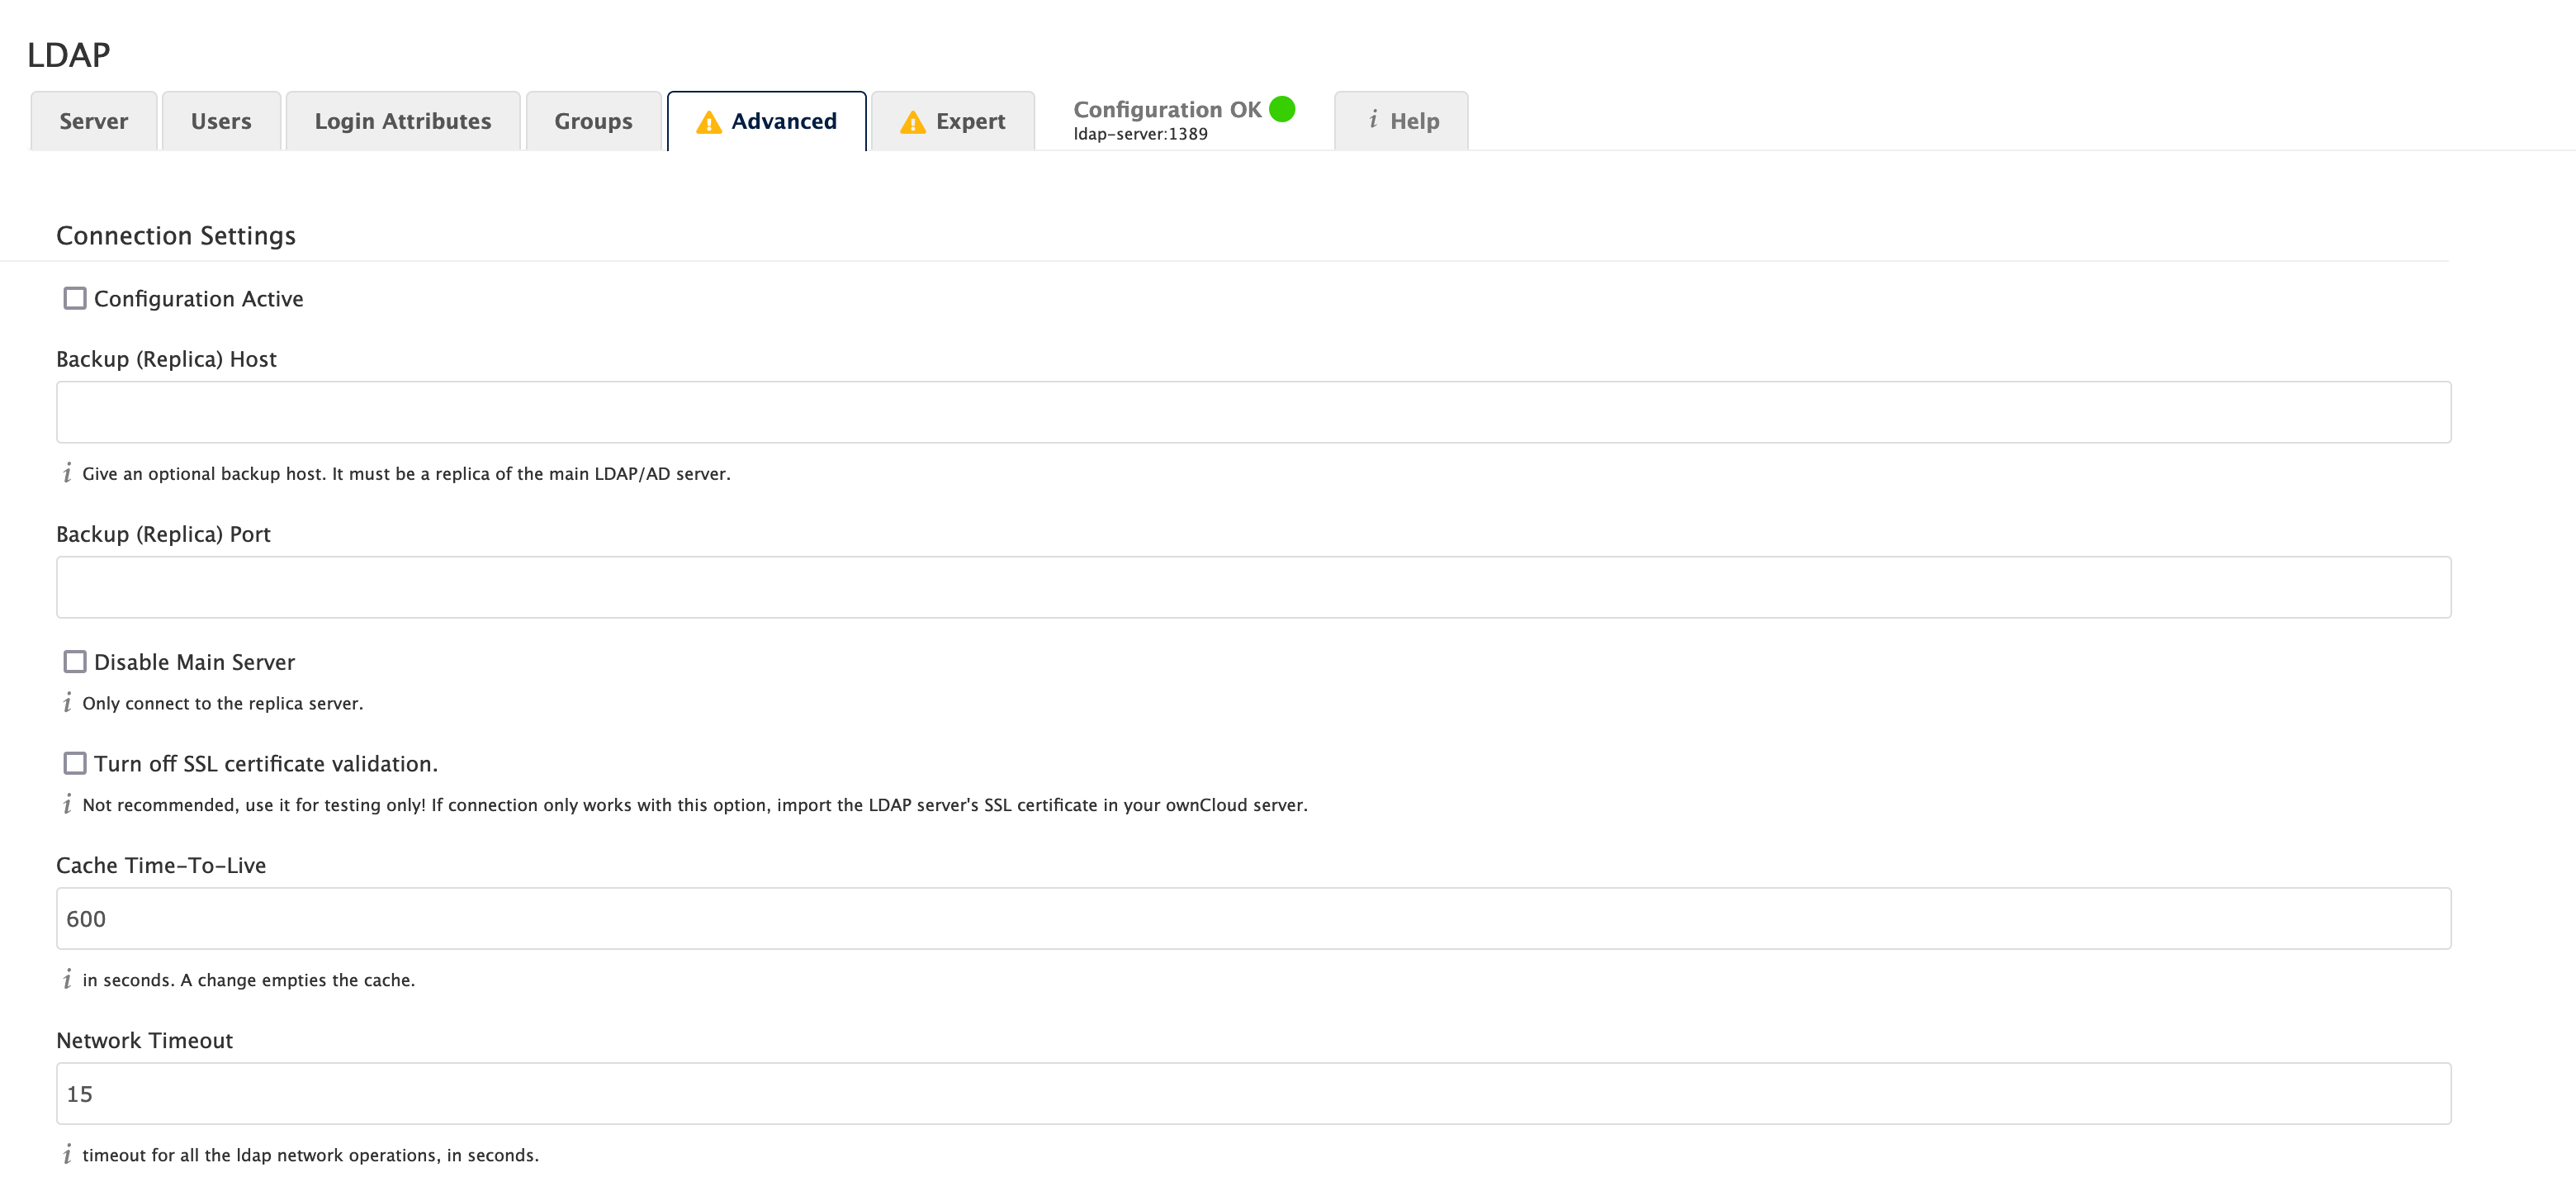 LDAP
Server Users Login Attributes Groups Advanced Expert Configuration OK Help
ldap-server:1389
Connection Settings
Configuration Active
Backup (Replica) Host
Give an optional backup host. It must be a replica of the main LDAP/AD server.
Backup (Replica) Port
Disable Main Server
Only connect to the replica server.
Turn off SSL certificate validation.
Not recommended, use it for testing only! If connection only works with this option, import the LDAP server's SSL certificate in your ownCloud server.
Cache Time-To-Live
600
in seconds. A change empties the cache.
Network Timeout
15
timeout for all the ldap network operations, in seconds.